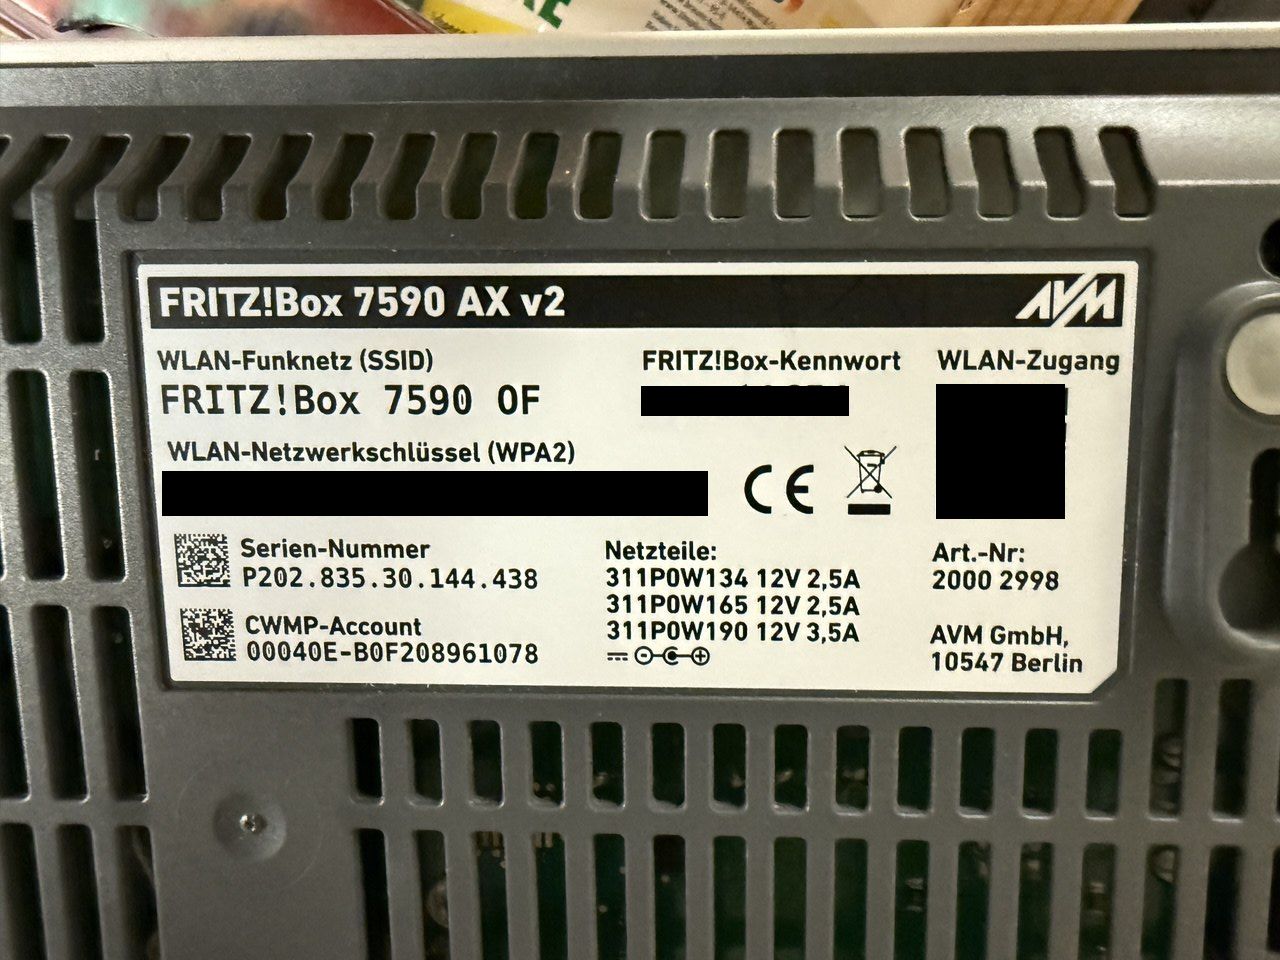 FRITZ!Box 7590 AX v2
AVM
WLAN-Funknetz (SSID)
FRITZ!Box 7590 OF
FRITZ!Box-Kennwort
WLAN-Zugang
WLAN-Netzwerkschlüssel (WPA2)
CE
Serien-Nummer
P202.835.30.144.438
CWMP-Account
00040E-B0F208961078
Netzteile:
311P0W134 12V 2,5A
311P0W165 12V 2,5A
311P0W190 12V 3,5A
Art.-Nr:
2000 2998
AVM GmbH,
10547 Berlin